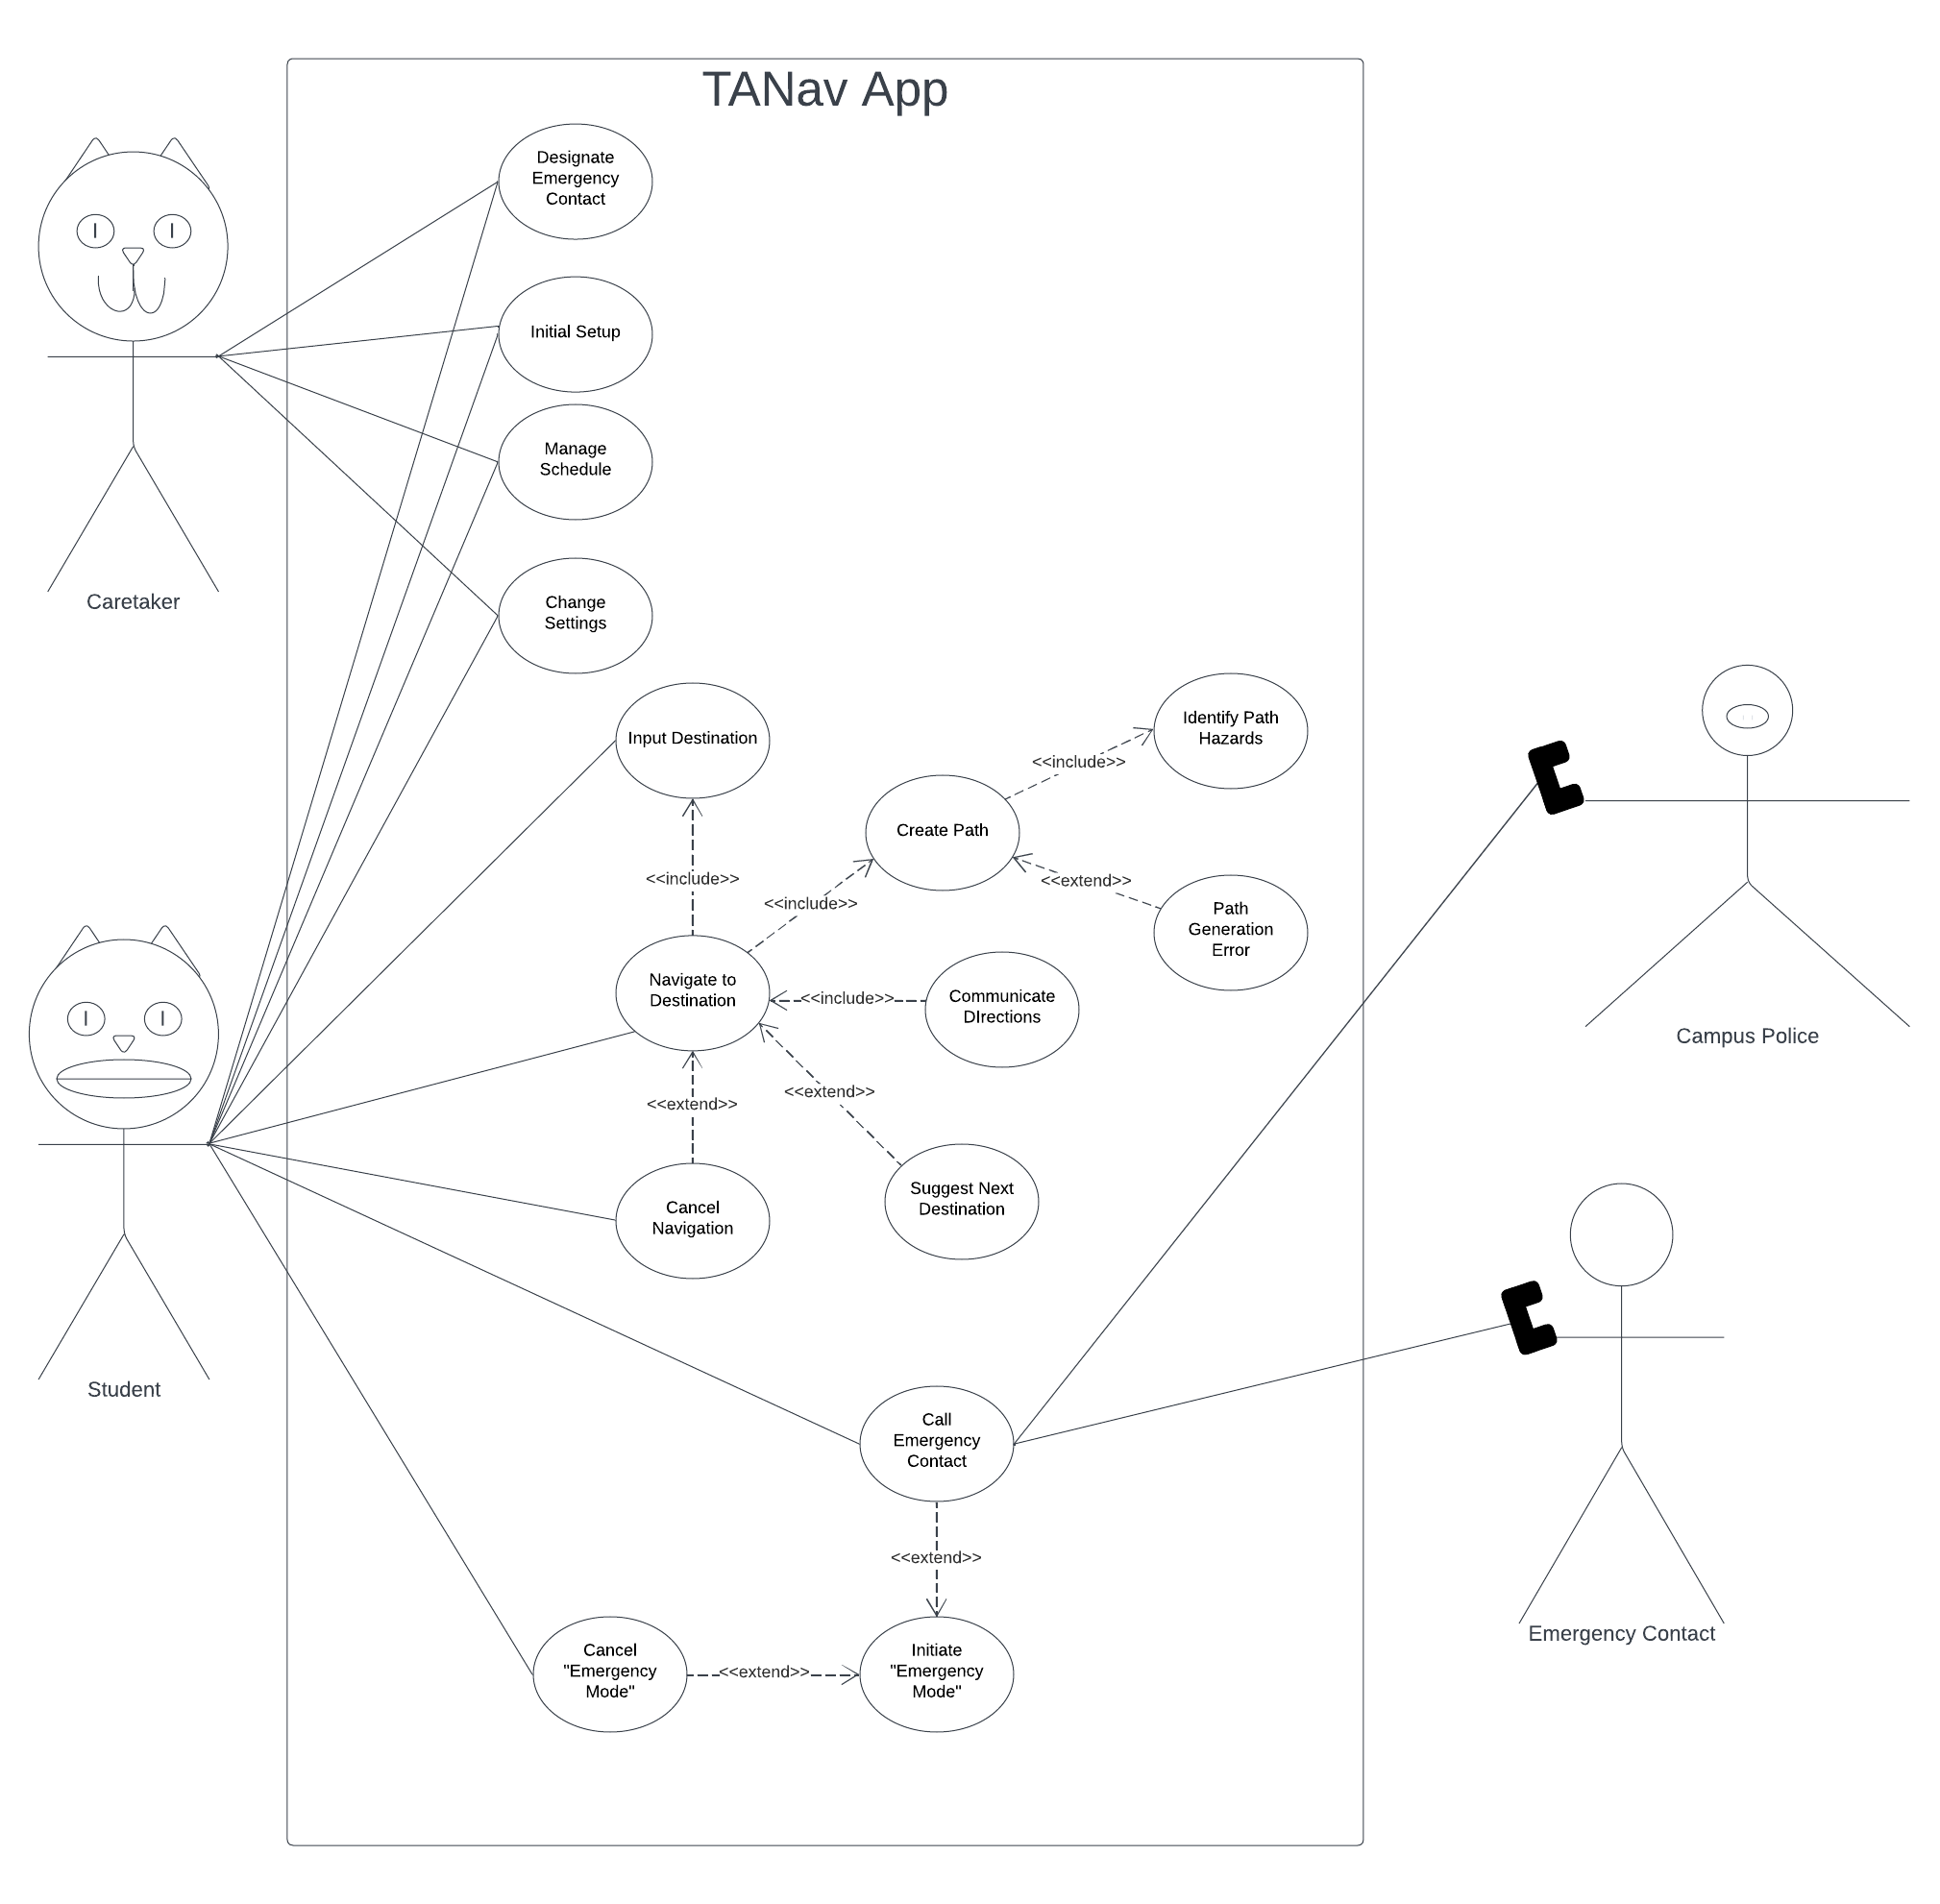 TANav App
Designate
Emergency
Contact
Initial Setup
Manage
Schedule
Change
Settings
Caretaker
Input Destination
Identify Path
Hazards
<<include>>
Create Path
<<include>>
<<include>>
<<extend>>
Path
Generation
Error
Navigate to
Destination
<<include>>
Communicate
DIrections
Campus Police
<<extend>>
<<extend>>
Cancel
Navigation
Suggest Next
Destination
Student
Call
Emergency
Contact
<<extend>>
Emergency Contact
Cancel
"Emergency
Mode"
<<extend>>
Initiate
"Emergency
Mode"